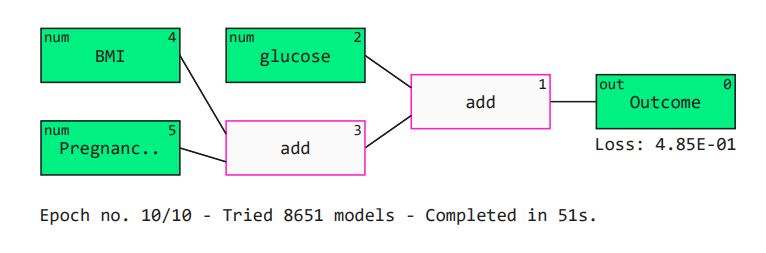 num 4
BMI
num 2
glucose
1
add
out 0
Outcome
Loss: 4.85E-01
num 5
Pregnanc..
3
add
Epoch no. 10/10 - Tried 8651 models - Completed in 51s.